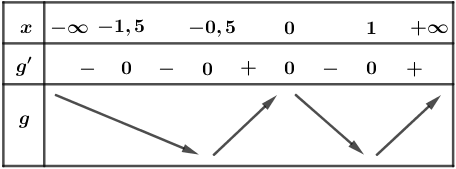 x −∞ −1,5 −0,5 0 1 +∞
g′ − 0 − 0 + 0 − 0 +
g